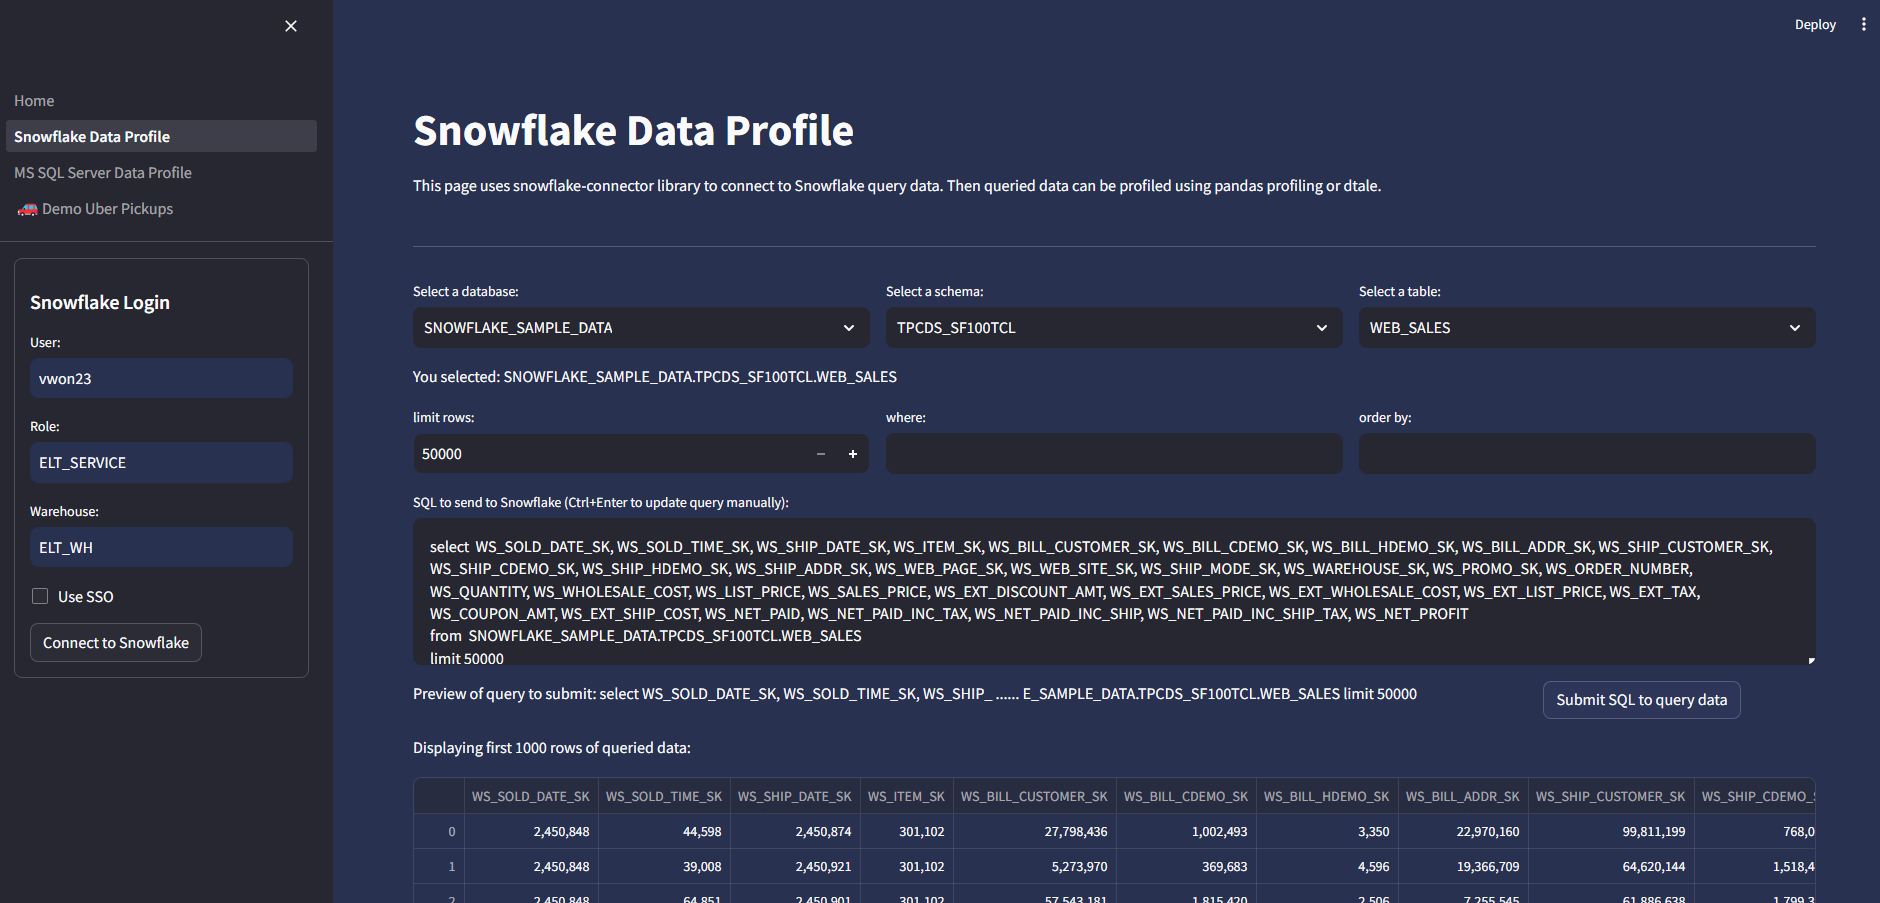 Deploy
Home
Snowflake Data Profile
MS SQL Server Data Profile
Demo Uber Pickups
Snowflake Login
User:
vwon23
Role:
ELT_SERVICE
Warehouse:
ELT_WH
Use SSO
Connect to Snowflake
Snowflake Data Profile
This page uses snowflake-connector library to connect to Snowflake query data. Then queried data can be profiled using pandas profiling or dtale.
Select a database: Select a schema: Select a table:
SNOWFLAKE_SAMPLE_DATA TPCDS_SF100TCL WEB_SALES
You selected: SNOWFLAKE_SAMPLE_DATA.TPCDS_SF100TCL.WEB_SALES
limit rows: where: order by:
50000
SQL to send to Snowflake (Ctrl+Enter to update query manually):
select WS_SOLD_DATE_SK, WS_SOLD_TIME_SK, WS_SHIP_DATE_SK, WS_ITEM_SK, WS_BILL_CUSTOMER_SK, WS_BILL_CDEMO_SK, WS_BILL_HDEMO_SK, WS_BILL_ADDR_SK, WS_SHIP_CUSTOMER_SK,
WS_SHIP_CDEMO_SK, WS_SHIP_HDEMO_SK, WS_SHIP_ADDR_SK, WS_WEB_PAGE_SK, WS_WEB_SITE_SK, WS_SHIP_MODE_SK, WS_WAREHOUSE_SK, WS_PROMO_SK, WS_ORDER_NUMBER,
WS_QUANTITY, WS_WHOLESALE_COST, WS_LIST_PRICE, WS_SALES_PRICE, WS_EXT_DISCOUNT_AMT, WS_EXT_SALES_PRICE, WS_EXT_WHOLESALE_COST, WS_EXT_LIST_PRICE, WS_EXT_TAX,
WS_COUPON_AMT, WS_EXT_SHIP_COST, WS_NET_PAID, WS_NET_PAID_INC_TAX, WS_NET_PAID_INC_SHIP, WS_NET_PAID_INC_SHIP_TAX, WS_NET_PROFIT
from SNOWFLAKE_SAMPLE_DATA.TPCDS_SF100TCL.WEB_SALES
limit 50000
Preview of query to submit: select WS_SOLD_DATE_SK, WS_SOLD_TIME_SK, WS_SHIP_ ...... E_SAMPLE_DATA.TPCDS_SF100TCL.WEB_SALES limit 50000
Submit SQL to query data
Displaying first 1000 rows of queried data:
WS_SOLD_DATE_SK WS_SOLD_TIME_SK WS_SHIP_DATE_SK WS_ITEM_SK WS_BILL_CUSTOMER_SK WS_BILL_CDEMO_SK WS_BILL_HDEMO_SK WS_BILL_ADDR_SK WS_SHIP_CUSTOMER_SK WS_SHIP_CDEMO_S
0 2,450,848 44,598 2,450,874 301,102 27,798,436 1,002,493 3,350 22,970,160 99,811,199 768,0
1 2,450,848 39,008 2,450,921 301,102 5,273,970 369,683 4,596 19,366,709 64,620,144 1,518,4
2 2,450,848 64,851 2,450,901 301,102 57,543,181 1,815,420 2,506 7,255,545 61,886,638 1,799,3